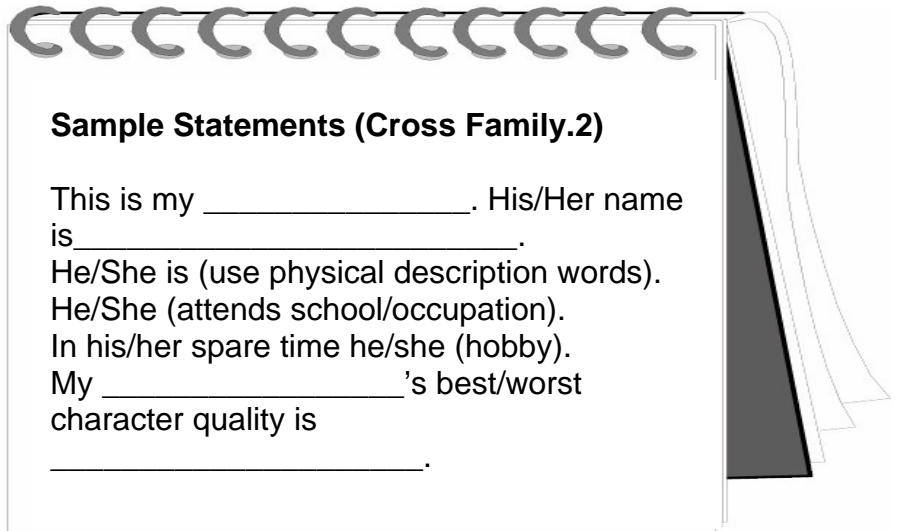 Sample Statements (Cross Family.2)
This is my _______________. His/Her name
is_________________________.
He/She is (use physical description words).
He/She (attends school/occupation).
In his/her spare time he/she (hobby).
My _________________’s best/worst
character quality is
_____________________.